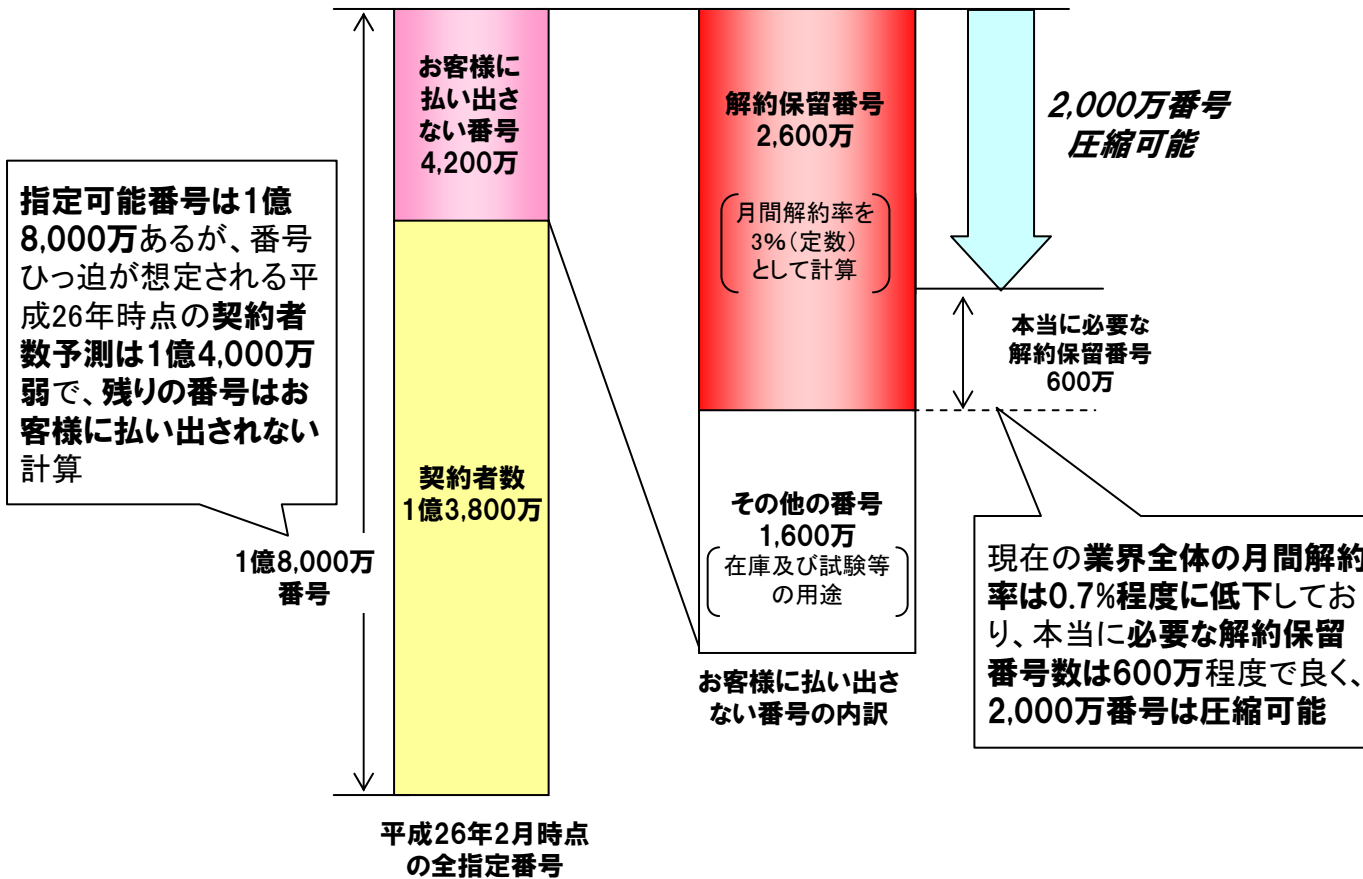 お客様に
払い出さ
ない番号
4,200万
解約保留番号
2,600万
月間解約率を
3%(定数)
として計算
2,000万番号
圧縮可能
指定可能番号は1億
8,000万あるが、番号
ひっ迫が想定される平
成26年時点の契約者
数予測は1億4,000万
弱で、残りの番号はお
客様に払い出されない
計算
本当に必要な
解約保留番号
600万
契約者数
1億3,800万
その他の番号
1,600万
在庫及び試験等
の用途
1億8,000万
番号
現在の業界全体の月間解約
率は0.7%程度に低下してお
り、本当に必要な解約保留
番号数は600万程度で良く、
2,000万番号は圧縮可能
お客様に払い出さ
ない番号の内訳
平成26年2月時点
の全指定番号